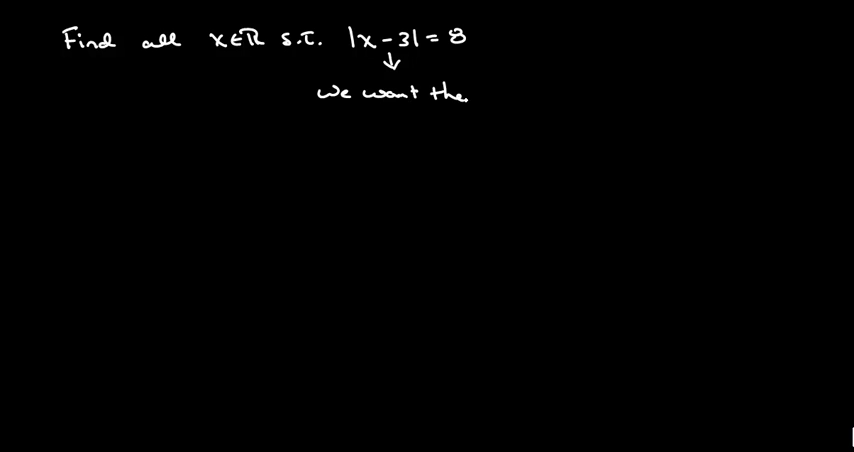 Find all x∈ℝ s.t. |x-3| = 8
↓
we want the